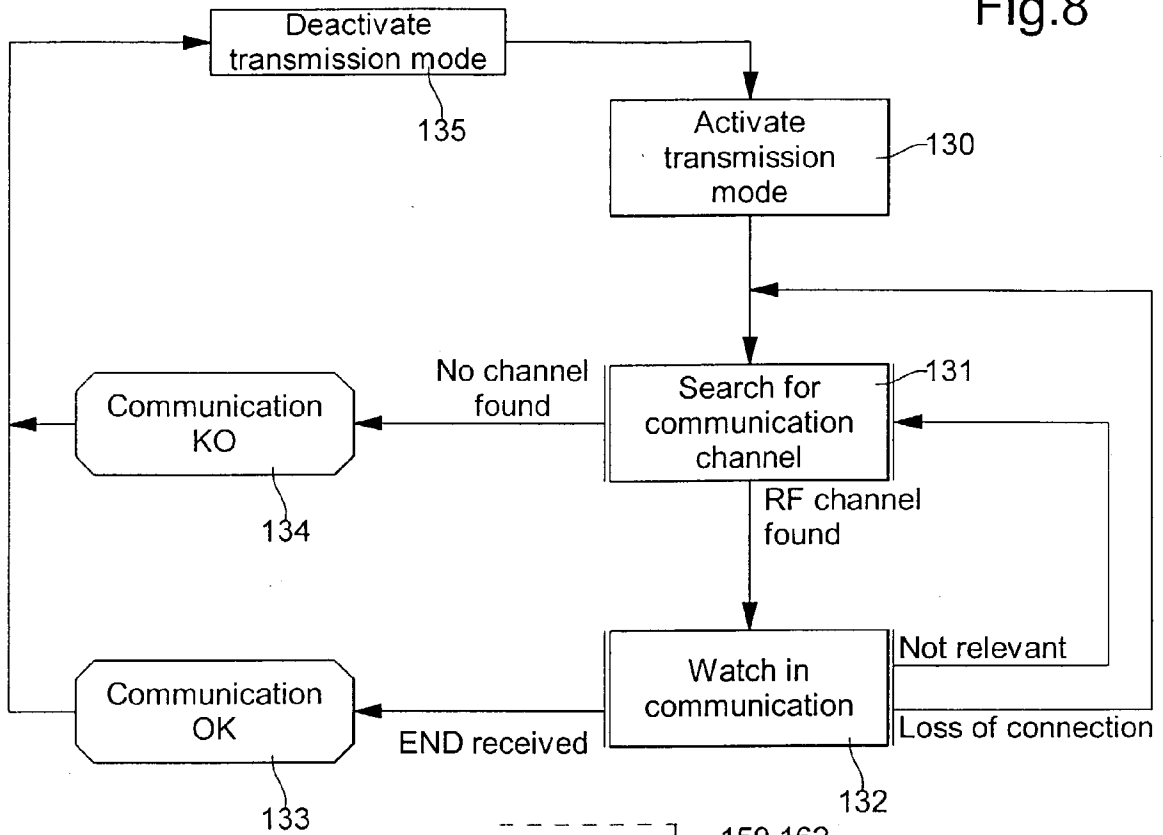 Fig.8
Deactivate
transmission mode
135
Activate
transmission
mode
130
Search for
communication
channel
131
No channel
found
Communication
KO
134
RF channel
found
Watch in
communication
132
Not relevant
Loss of connection
END received
Communication
OK
133